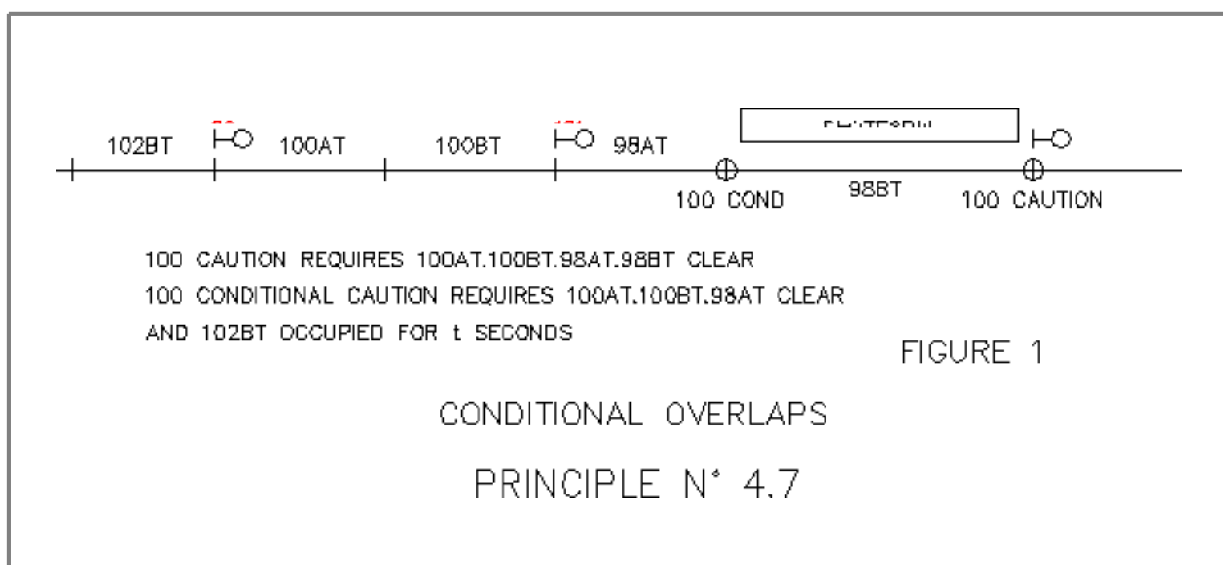 102BT 100AT 100BT 98AT
100 COND 98BT 100 CAUTION
100 CAUTION REQUIRES 100AT.100BT.98AT.98BT CLEAR
100 CONDITIONAL CAUTION REQUIRES 100AT.100BT.98AT CLEAR
AND 102BT OCCUPIED FOR t SECONDS
FIGURE 1
CONDITIONAL OVERLAPS
PRINCIPLE N° 4.7